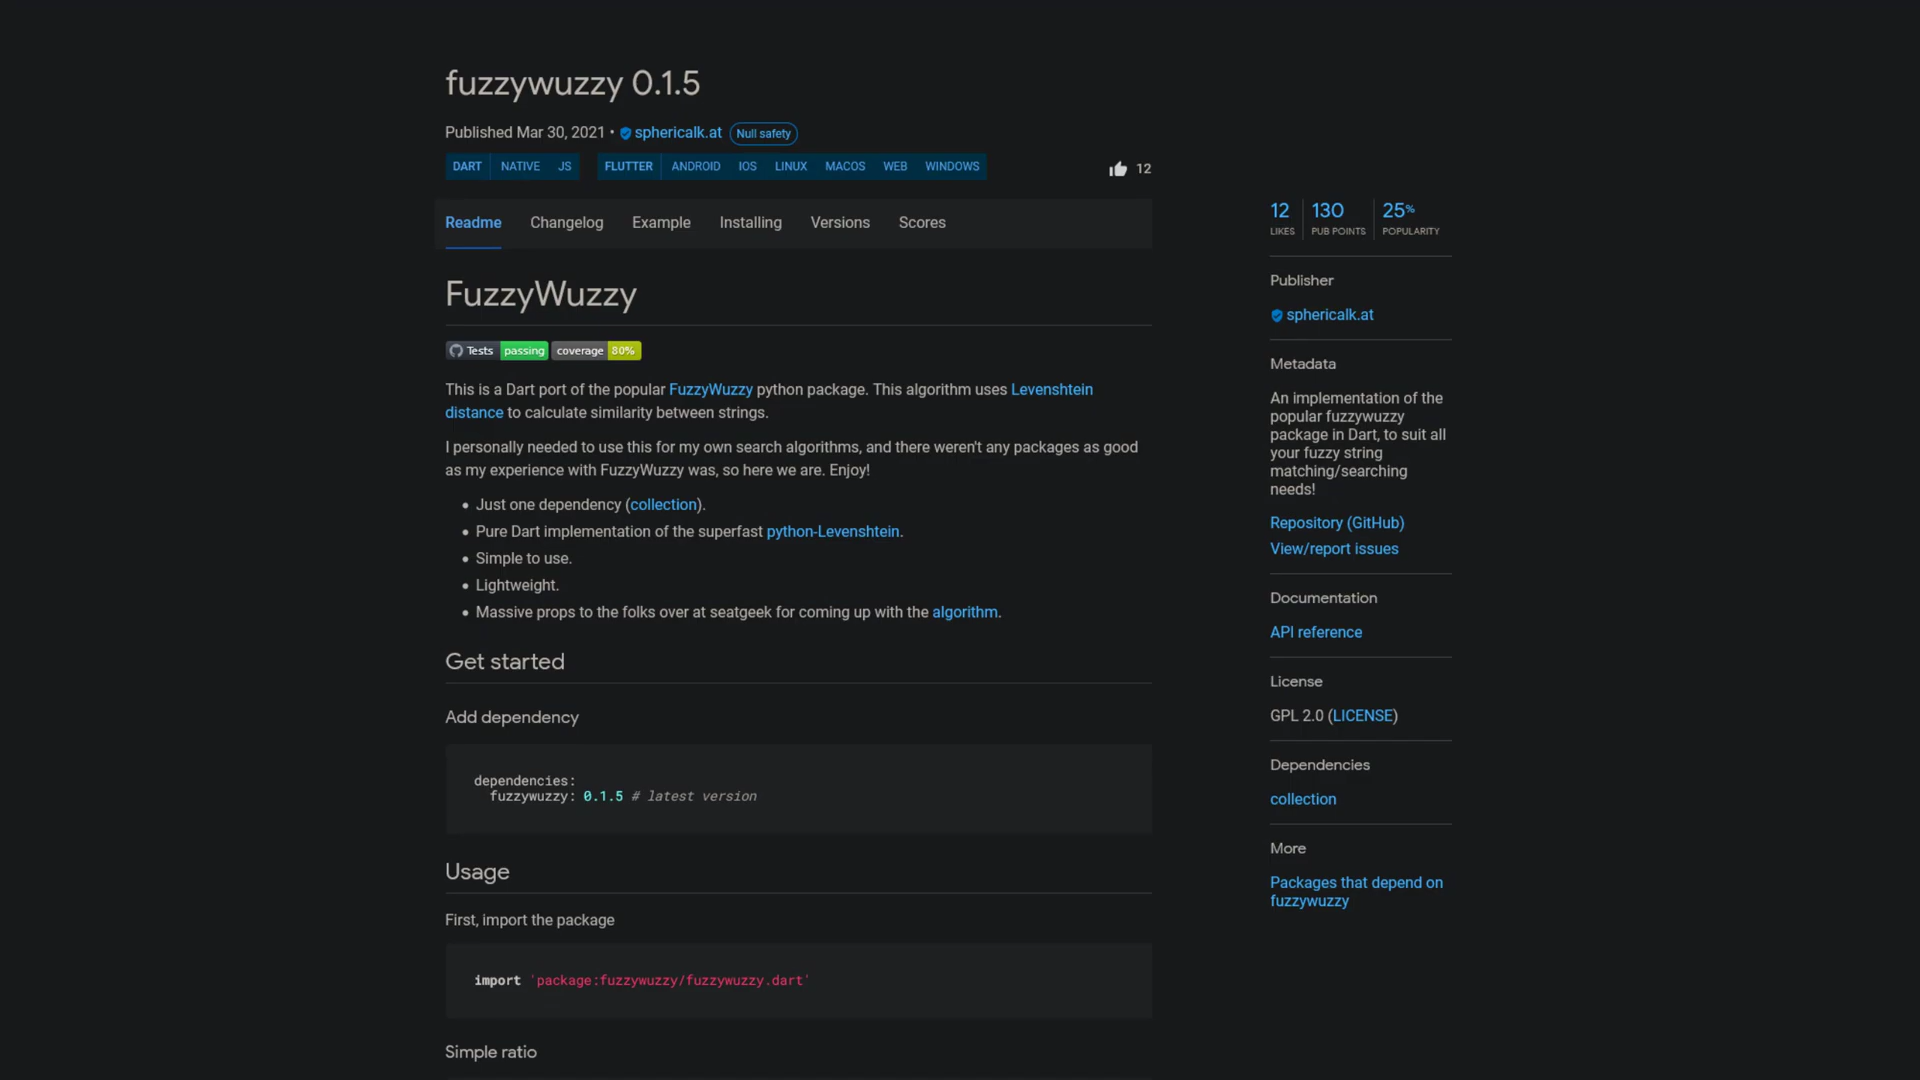 fuzzywuzzy 0.1.5
Published Mar 30, 2021 • sphericalk.at Null safety
DART NATIVE JS FLUTTER ANDROID IOS LINUX MACOS WEB WINDOWS
12
Readme Changelog Example Installing Versions Scores
FuzzyWuzzy
Tests passing coverage 80%
This is a Dart port of the popular FuzzyWuzzy python package. This algorithm uses Levenshtein
distance to calculate similarity between strings.
I personally needed to use this for my own search algorithms, and there weren't any packages as good
as my experience with FuzzyWuzzy was, so here we are. Enjoy!
• Just one dependency (collection).
• Pure Dart implementation of the superfast python-Levenshtein.
• Simple to use.
• Lightweight.
• Massive props to the folks over at seatgeek for coming up with the algorithm.
Get started
Add dependency
dependencies:
  fuzzywuzzy: 0.1.5 # latest version
Usage
First, import the package
import 'package:fuzzywuzzy/fuzzywuzzy.dart'
Simple ratio
12 130 25%
LIKES PUB POINTS POPULARITY
Publisher
sphericalk.at
Metadata
An implementation of the
popular fuzzywuzzy
package in Dart, to suit all
your fuzzy string
matching/searching
needs!
Repository (GitHub)
View/report issues
Documentation
API reference
License
GPL 2.0 (LICENSE)
Dependencies
collection
More
Packages that depend on
fuzzywuzzy